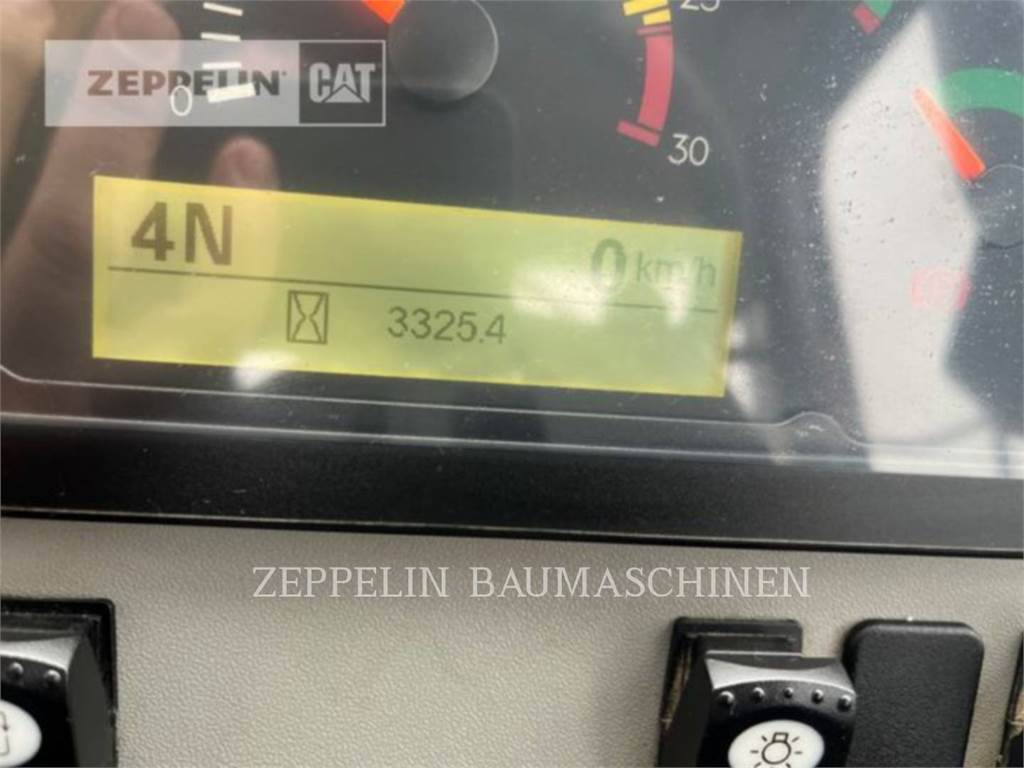 25
ZEPPELIN CAT
0
30
4N
0 km/h
3325.4
ZEPPELIN BAUMASCHINEN